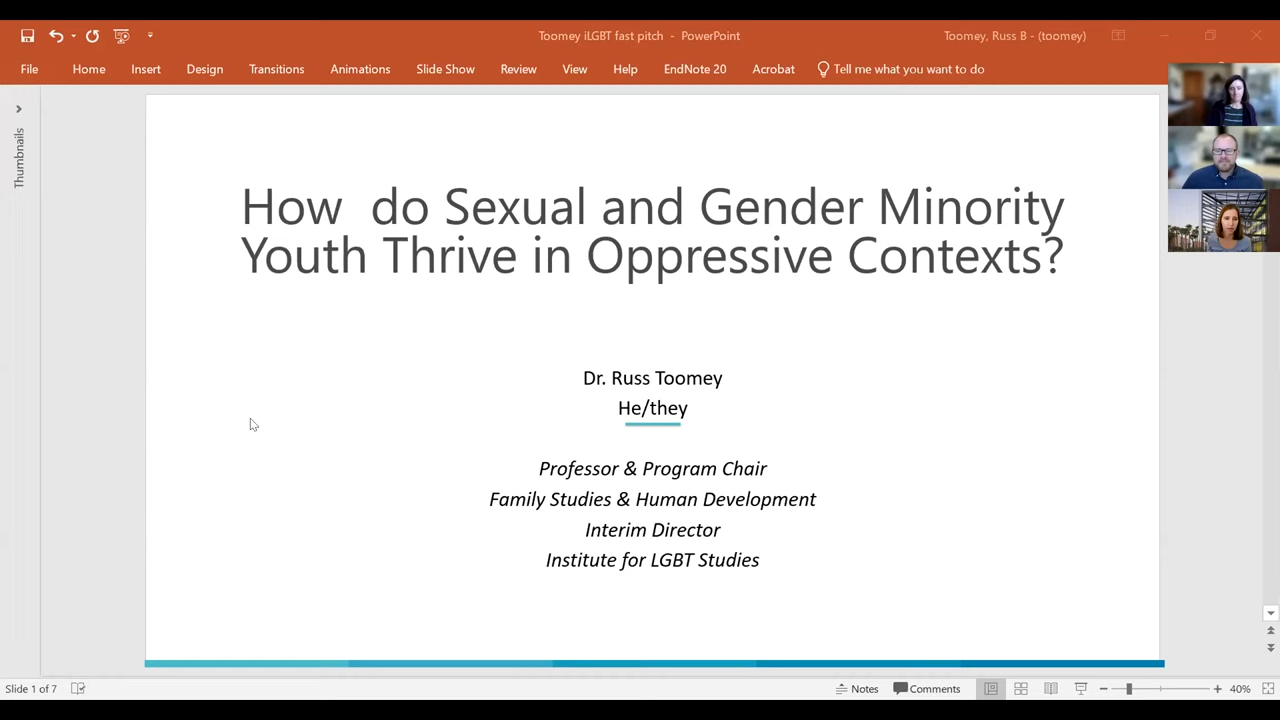 Toomey iLGBT fast pitch - PowerPoint
Toomey, Russ B - (toomey)
File Home Insert Design Transitions Animations Slide Show Review View Help EndNote 20 Acrobat Tell me what you want to do
Thumbnails
How do Sexual and Gender Minority
Youth Thrive in Oppressive Contexts?
Dr. Russ Toomey
He/they
Professor & Program Chair
Family Studies & Human Development
Interim Director
Institute for LGBT Studies
Slide 1 of 7
Notes
Comments
40%